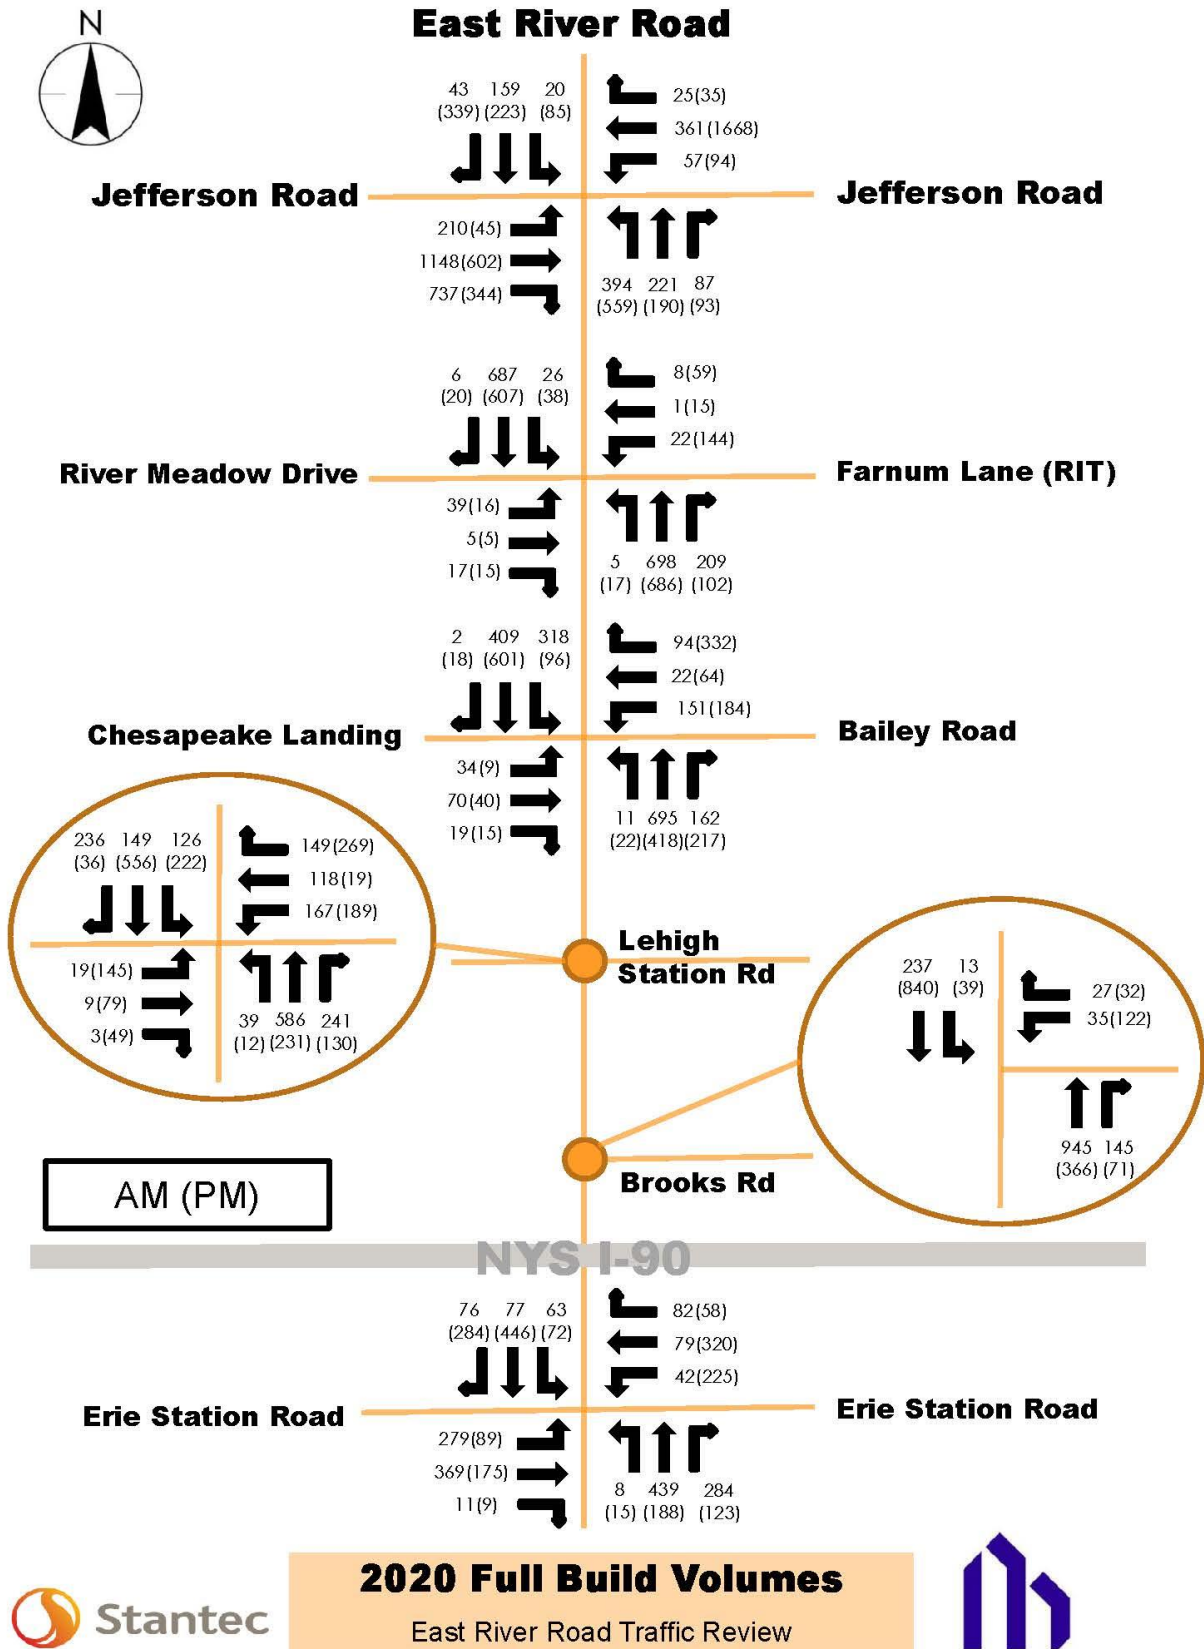 N
East River Road
43 159 20
(339) (223) (85)
25(35)
361(1668)
57(94)
Jefferson Road
Jefferson Road
210(45)
1148(602)
737(344)
394 221 87
(559) (190) (93)
6 687 26
(20) (607) (38)
8(59)
1(15)
22(144)
River Meadow Drive
Farnum Lane (RIT)
39(16)
5(5)
17(15)
5 698 209
(17) (686) (102)
2 409 318
(18) (601) (96)
94(332)
22(64)
151(184)
Chesapeake Landing
Bailey Road
34(9)
70(40)
19(15)
11 695 162
(22)(418)(217)
236 149 126
(36) (556) (222)
149(269)
118(19)
167(189)
19(145)
9(79)
3(49)
39 586 241
(12) (231) (130)
Lehigh
Station Rd
237 13
(840) (39)
27(32)
35(122)
945 145
(366) (71)
Brooks Rd
AM (PM)
NYS I-90
76 77 63
(284) (446) (72)
82(58)
79(320)
42(225)
Erie Station Road
Erie Station Road
279(89)
369(175)
11(9)
8 439 284
(15) (188) (123)
2020 Full Build Volumes
East River Road Traffic Review
Stantec